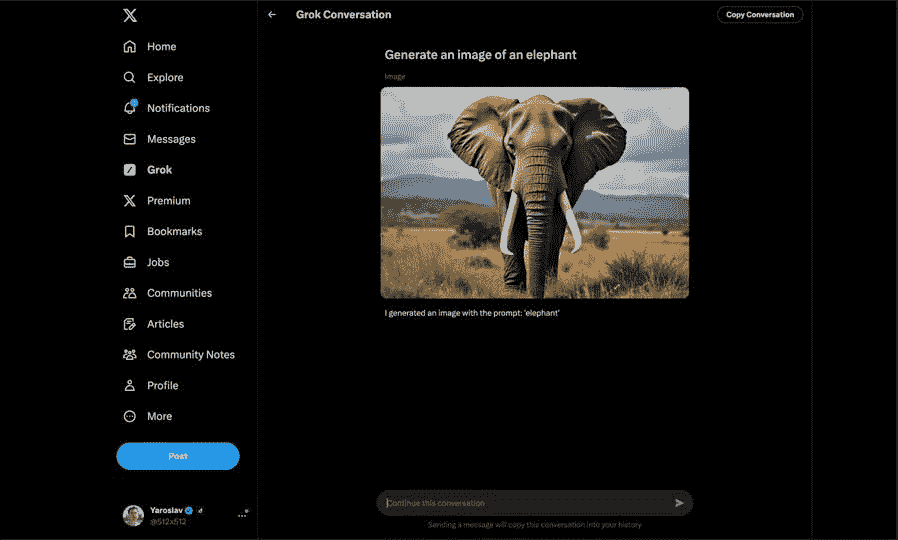 Home
Explore
Notifications
Messages
Grok
Premium
Bookmarks
Jobs
Communities
Articles
Community Notes
Profile
More
Post
Yaroslav
@512x512
Grok Conversation
Copy Conversation
Generate an image of an elephant
Image
I generated an image with the prompt: 'elephant'
Continue this conversation
Sending a message will copy this conversation into your history